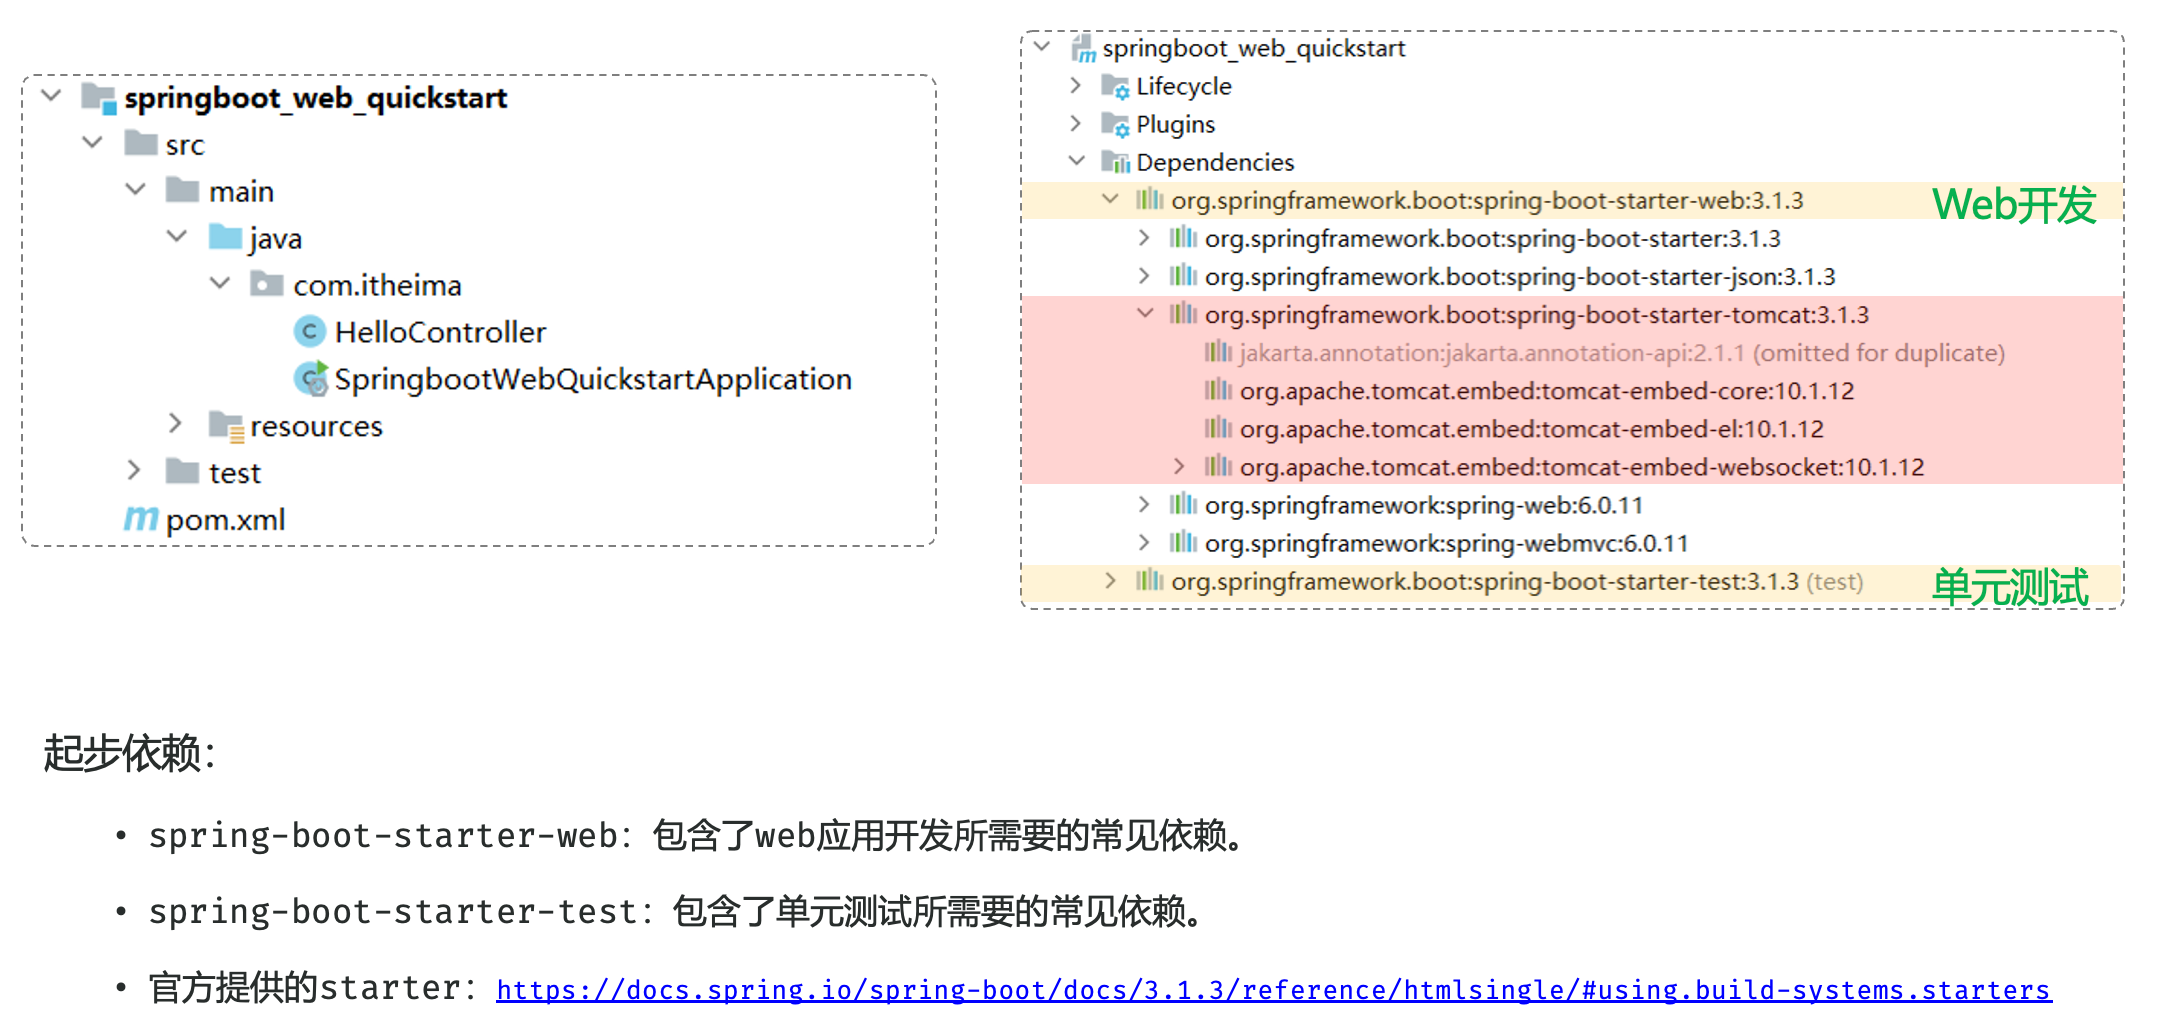 springboot_web_quickstart
src
main
java
com.itheima
HelloController
SpringbootWebQuickstartApplication
resources
test
pom.xml
springboot_web_quickstart
Lifecycle
Plugins
Dependencies
org.springframework.boot:spring-boot-starter-web:3.1.3 Web开发
org.springframework.boot:spring-boot-starter:3.1.3
org.springframework.boot:spring-boot-starter-json:3.1.3
org.springframework.boot:spring-boot-starter-tomcat:3.1.3
jakarta.annotation:jakarta.annotation-api:2.1.1 (omitted for duplicate)
org.apache.tomcat.embed:tomcat-embed-core:10.1.12
org.apache.tomcat.embed:tomcat-embed-el:10.1.12
org.apache.tomcat.embed:tomcat-embed-websocket:10.1.12
org.springframework:spring-web:6.0.11
org.springframework:spring-webmvc:6.0.11
org.springframework.boot:spring-boot-starter-test:3.1.3 (test) 单元测试
起步依赖：
• spring-boot-starter-web：包含了web应用开发所需要的常见依赖。
• spring-boot-starter-test：包含了单元测试所需要的常见依赖。
• 官方提供的starter：https://docs.spring.io/spring-boot/docs/3.1.3/reference/htmlsingle/#using.build-systems.starters